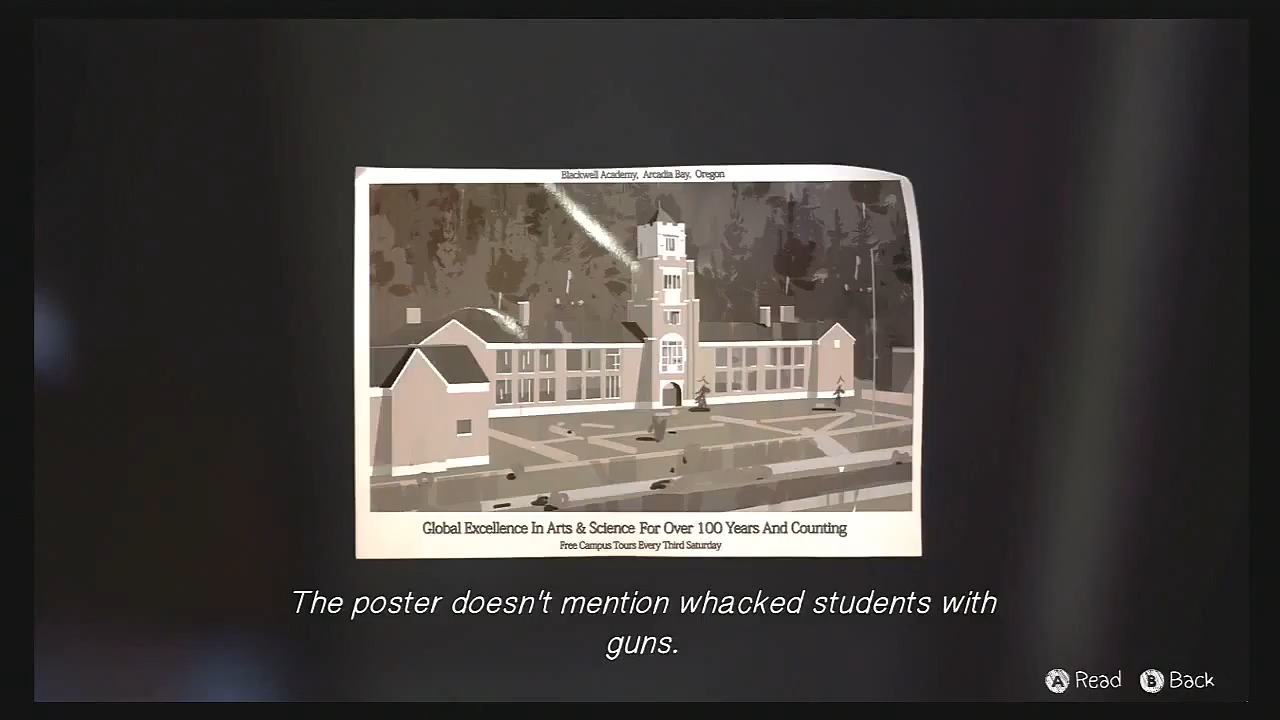 Blackwell Academy, Arcadia Bay, Oregon
Global Excellence In Arts & Science For Over 100 Years And Counting
Free Campus Tours Every Third Saturday
The poster doesn't mention whacked students with
guns.
A Read B Back